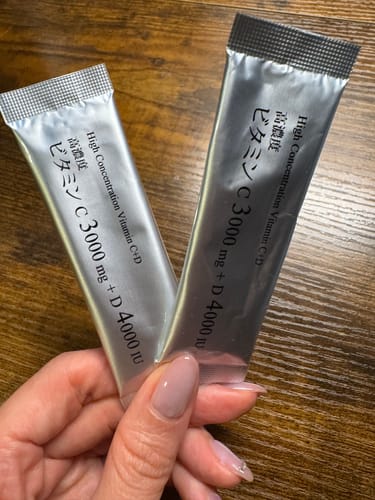 High Concentration Vitamin C+D
高濃度
ビタミン C 3000 mg + D 4000 IU
High Concentration Vitamin C+D
高濃度
ビタミン C 3000 mg + D 4000 IU